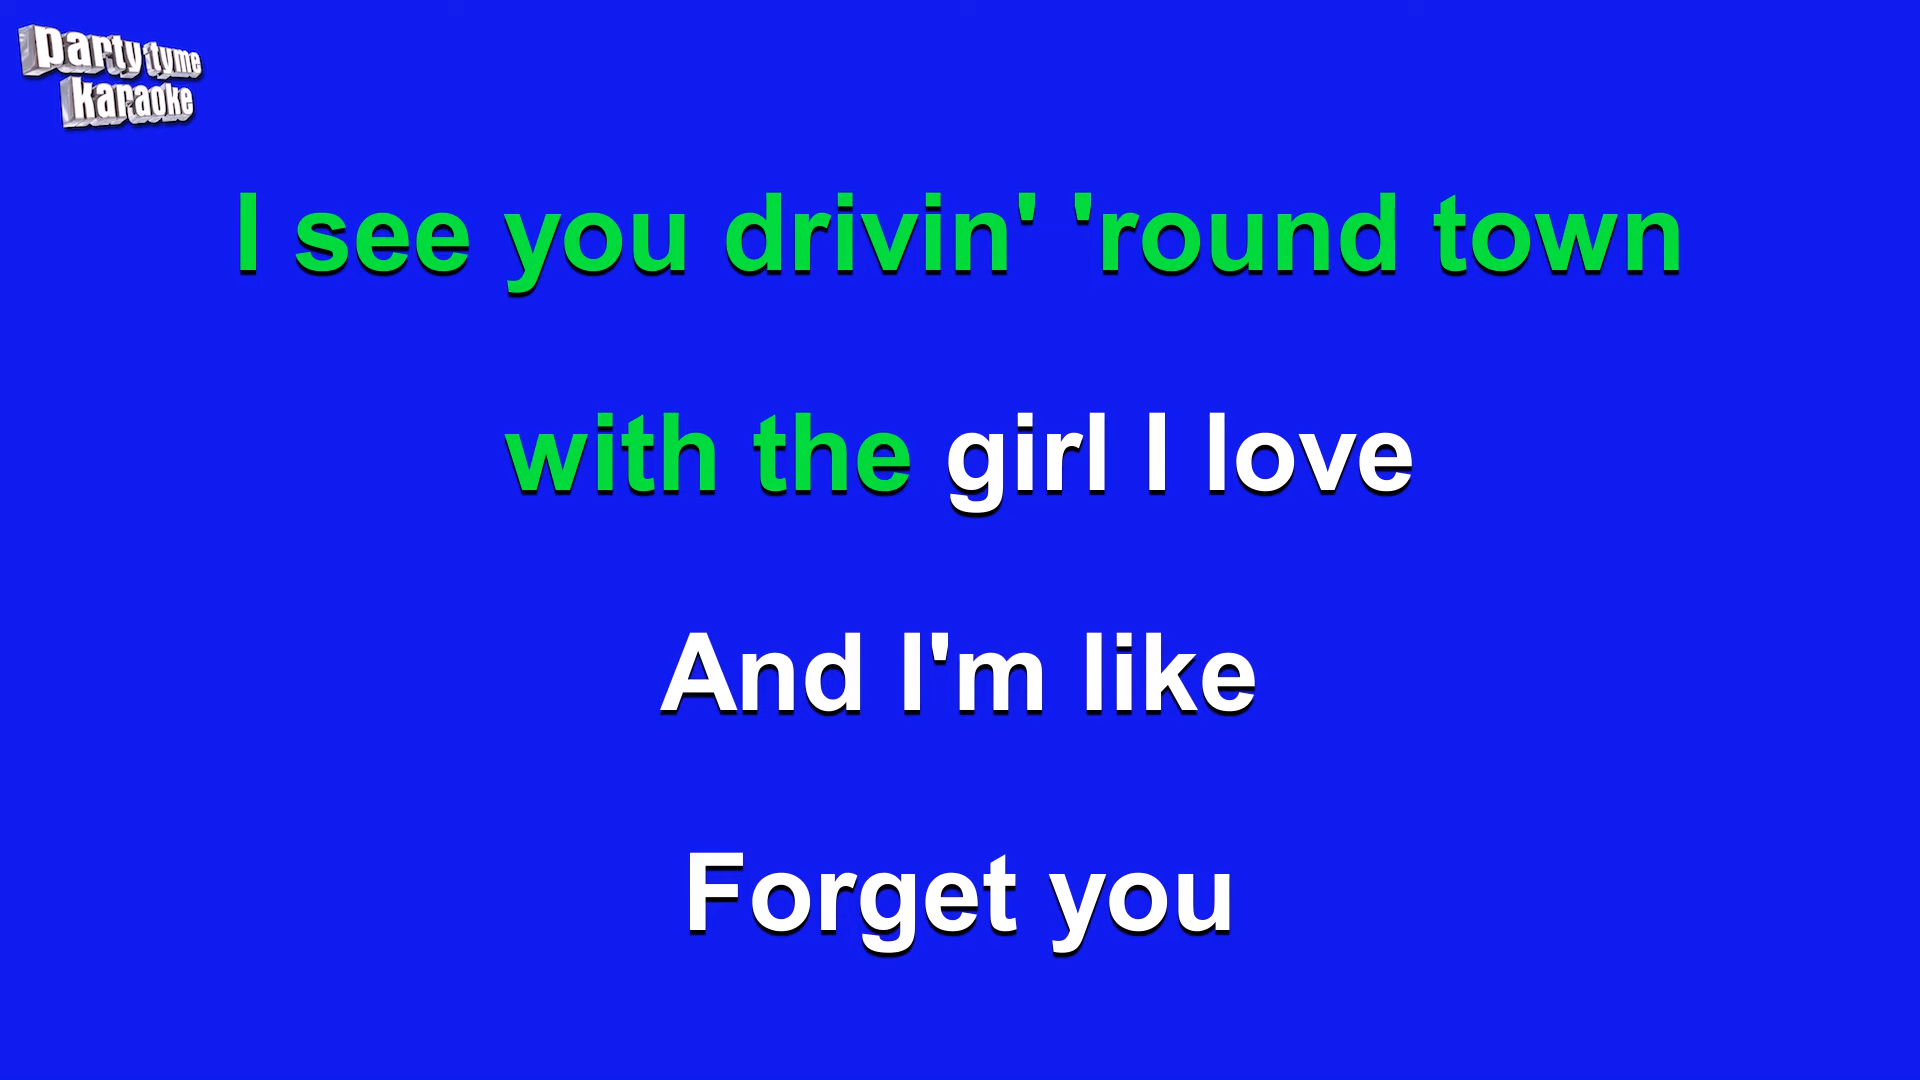 party tyme
karaoke
I see you drivin' 'round town
with the girl I love
And I'm like
Forget you